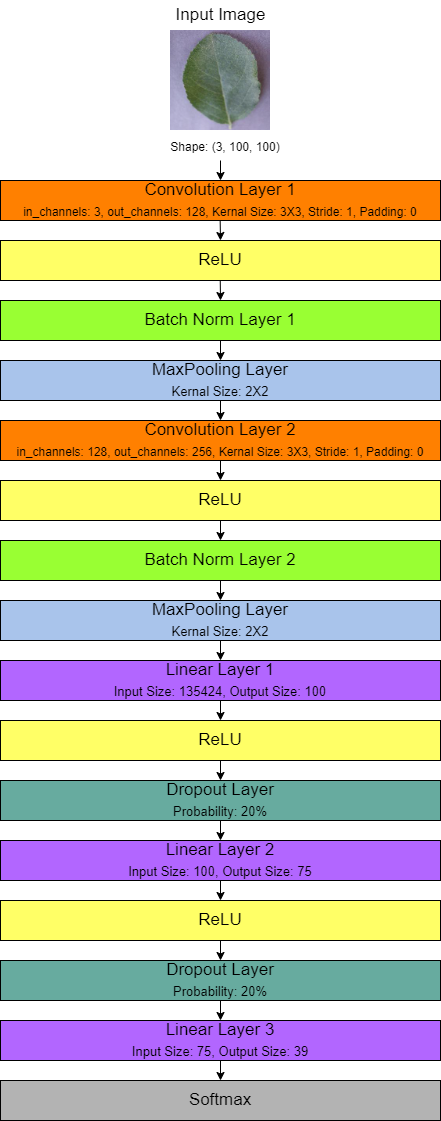 Input Image
Shape: (3, 100, 100)
Convolution Layer 1
in_channels: 3, out_channels: 128, Kernal Size: 3X3, Stride: 1, Padding: 0
ReLU
Batch Norm Layer 1
MaxPooling Layer
Kernal Size: 2X2
Convolution Layer 2
in_channels: 128, out_channels: 256, Kernal Size: 3X3, Stride: 1, Padding: 0
ReLU
Batch Norm Layer 2
MaxPooling Layer
Kernal Size: 2X2
Linear Layer 1
Input Size: 135424, Output Size: 100
ReLU
Dropout Layer
Probability: 20%
Linear Layer 2
Input Size: 100, Output Size: 75
ReLU
Dropout Layer
Probability: 20%
Linear Layer 3
Input Size: 75, Output Size: 39
Softmax